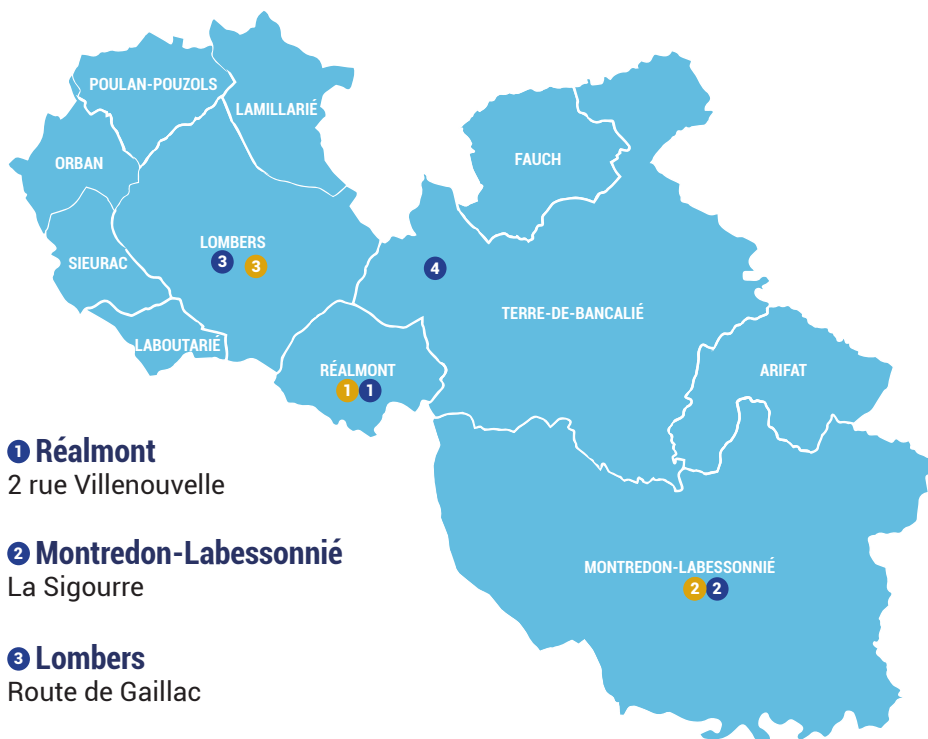 POULAN-POUZOLS
LAMILLARIÉ
ORBAN
FAUCH
LOMBERS
3 3
SIEURAC
4
TERRE-DE-BANCALIÉ
LABOUTARIÉ
RÉALMONT
1 1
ARIFAT
MONTREDON-LABESSONNIÉ
2 2
1 Réalmont
2 rue Villenouvelle
2 Montredon-Labessonnié
La Sigourre
3 Lombers
Route de Gaillac